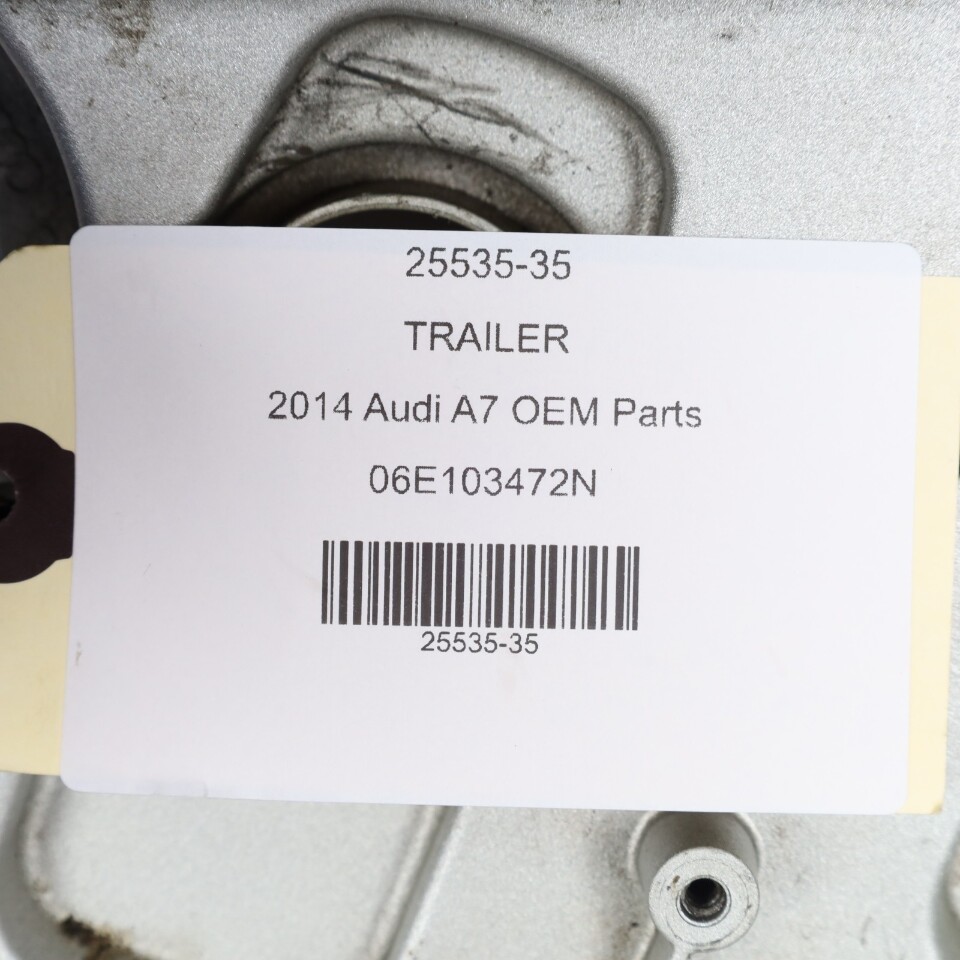 25535-35
TRAILER
2014 Audi A7 OEM Parts
06E103472N
25535-35